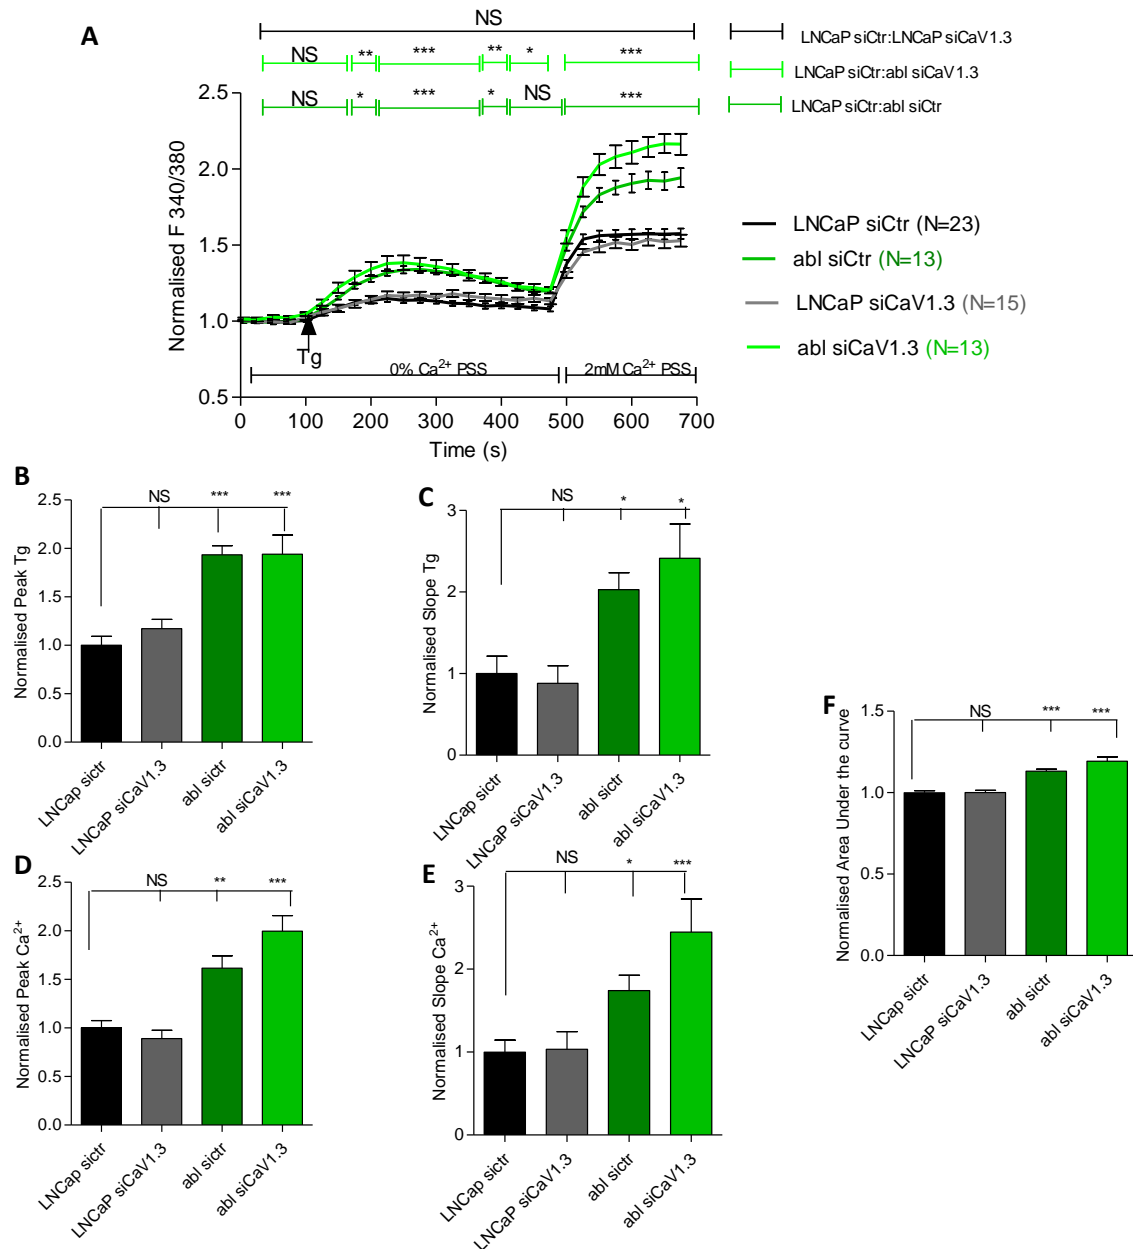 A
NS
LNCaP siCtr:LNCaP siCaV1.3
NS ** *** ** * ***
LNCaP siCtr:abl siCaV1.3
NS * *** * NS ***
LNCaP siCtr:abl siCtr
Normalised F 340/380
2.5
2.0
1.5
1.0
0.5
Tg
0% Ca²⁺ PSS
2mM Ca²⁺ PSS
0 100 200 300 400 500 600 700
Time (s)
LNCaP siCtr (N=23)
abl siCtr (N=13)
LNCaP siCaV1.3 (N=15)
abl siCaV1.3 (N=13)
B
NS *** ***
Normalised Peak Tg
2.5
2.0
1.5
1.0
0.5
0.0
LNCap sictr
LNCaP siCaV1.3
abl sictr
abl siCaV1.3
C
NS * *
Normalised Slope Tg
3
2
1
0
LNCap sictr
LNCaP siCaV1.3
abl sictr
abl siCaV1.3
D
NS ** ***
Normalised Peak Ca²⁺
2.5
2.0
1.5
1.0
0.5
0.0
LNCap sictr
LNCaP siCaV1.3
abl sictr
abl siCaV1.3
E
NS * ***
Normalised Slope Ca²⁺
3
2
1
0
LNCap sictr
LNCaP siCaV1.3
abl sictr
abl siCaV1.3
F
NS *** ***
Normalised Area Under the curve
1.5
1.0
0.5
0.0
LNCap sictr
LNCaP siCaV1.3
abl sictr
abl siCaV1.3